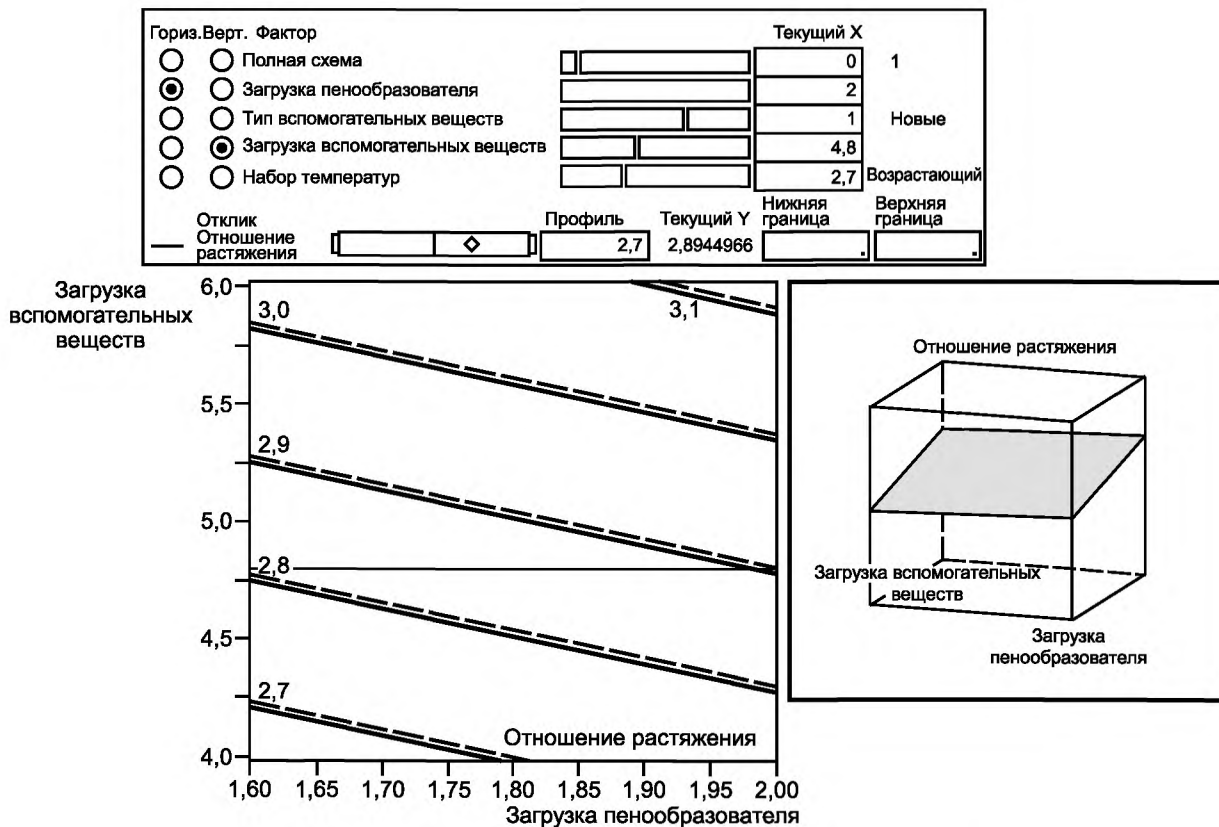 Гориз. Верт. Фактор Текущий X
Полная схема 0 1
Загрузка пенообразователя 2
Тип вспомогательных веществ 1 Новые
Загрузка вспомогательных веществ 4,8
Набор температур 2,7 Возрастающий
Отклик Профиль Текущий Y Нижняя граница Верхняя граница
Отношение растяжения 2,7 2,8944966 . .
Загрузка
вспомогательных
веществ
6,0
5,5
5,0
4,5
4,0
3,0
3,1
2,9
2,8
2,7
Отношение растяжения
1,60 1,65 1,70 1,75 1,80 1,85 1,90 1,95 2,00
Загрузка пенообразователя
Отношение растяжения
Загрузка вспомогательных
веществ
Загрузка
пенообразователя